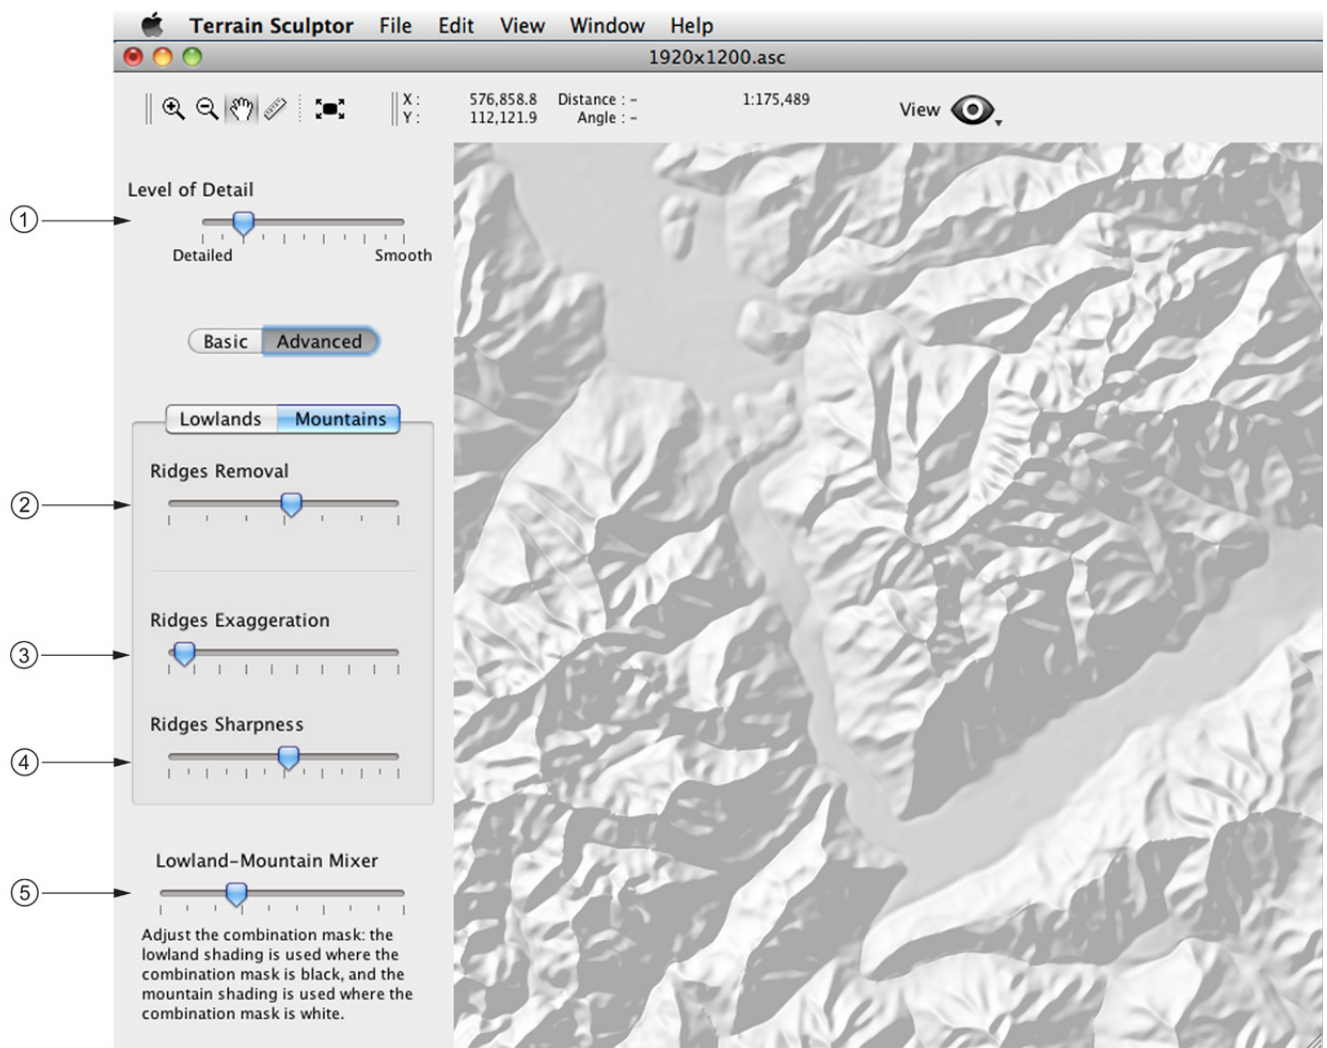 Terrain Sculptor File Edit View Window Help
1920x1200.asc
X : 576,858.8 Distance : – 1:175,489
Y : 112,121.9 Angle : –
View
Level of Detail
1
Detailed Smooth
Basic Advanced
Lowlands Mountains
Ridges Removal
2
Ridges Exaggeration
3
Ridges Sharpness
4
Lowland–Mountain Mixer
5
Adjust the combination mask: the
lowland shading is used where the
combination mask is black, and the
mountain shading is used where the
combination mask is white.